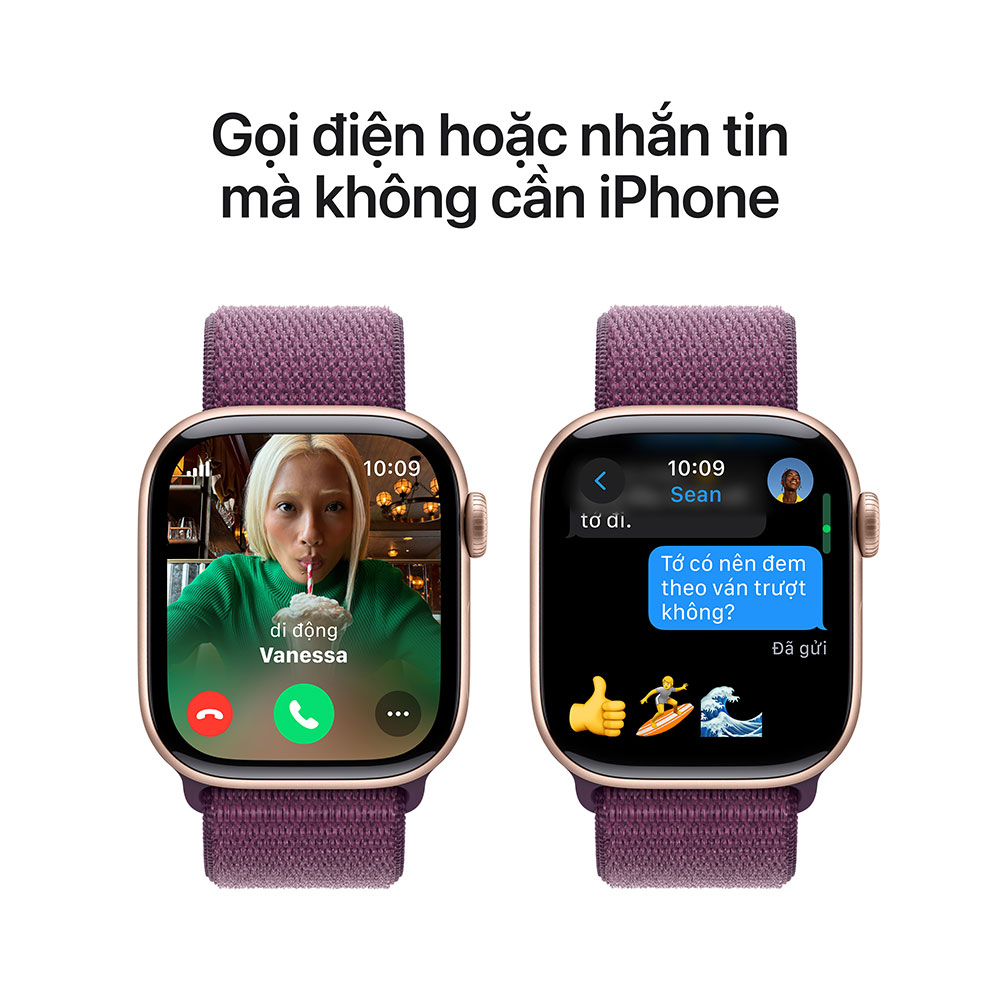 Gọi điện hoặc nhắn tin
mà không cần iPhone
10:09
di động
Vanessa
10:09
Sean
tớ đi.
Tớ có nên đem
theo ván trượt
không?
Đã gửi